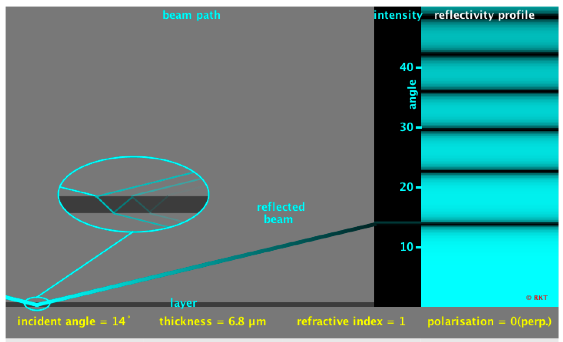 beam path
intensity
reflectivity profile
40
angle
30
reflected
beam
20
10
© KKT
layer
incident angle = 14°
thickness = 6.8 µm
refractive index = 1
polarisation = 0(perp.)